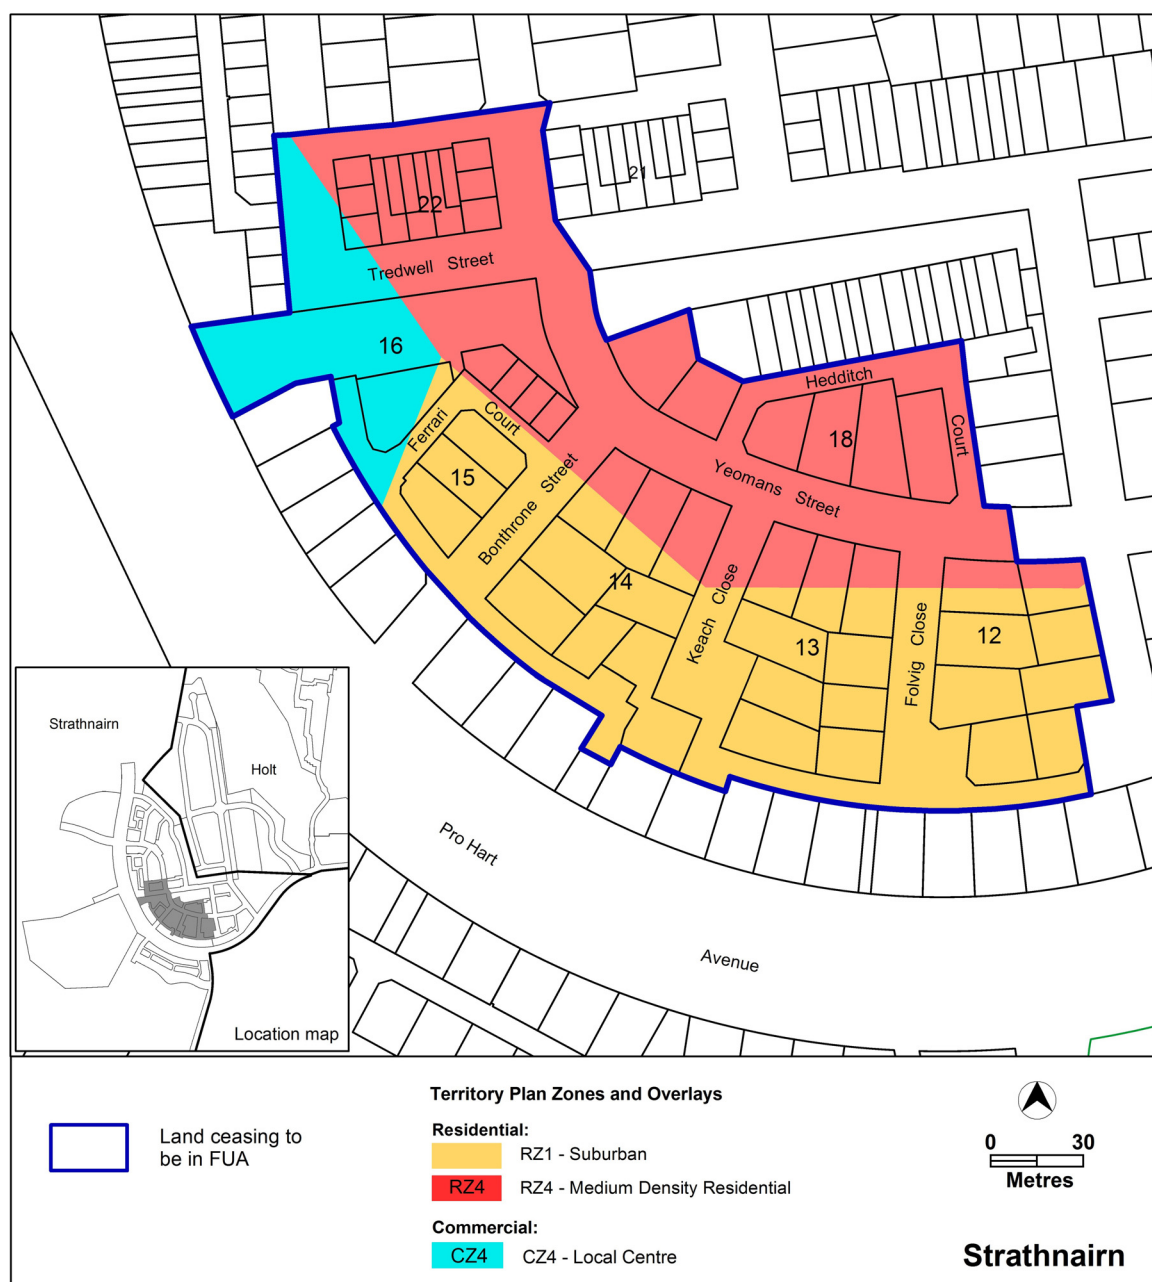 21
22
Tredwell Street
16
Hedditch
Court
18
Ferrari
Court
15
Bonthrone Street
Yeomans Street
14
Keach Close
13
Folvig Close
12
Pro Hart
Avenue
Strathnairn
Holt
Location map
Land ceasing to
be in FUA
Territory Plan Zones and Overlays
Residential:
RZ1 - Suburban
RZ4 RZ4 - Medium Density Residential
Commercial:
CZ4 CZ4 - Local Centre
0 30
Metres
Strathnairn